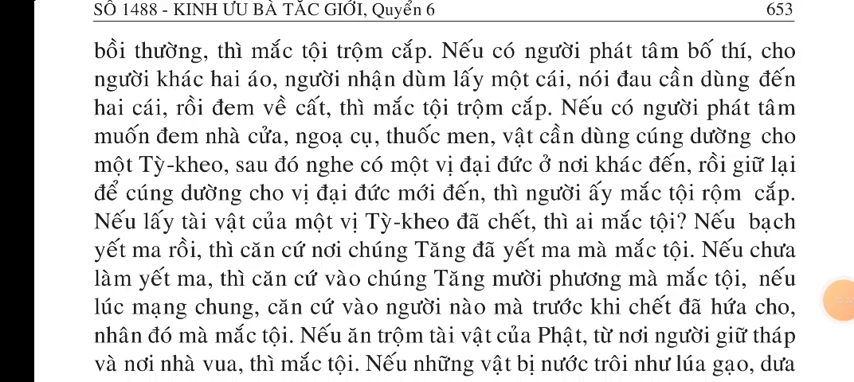 SỐ 1488 - KINH ƯU BÀ TẮC GIỚI, Quyển 6 653
bồi thường, thì mắc tội trộm cắp. Nếu có người phát tâm bố thí, cho
người khác hai áo, người nhận dùm lấy một cái, nói đau cần dùng đến
hai cái, rồi đem về cất, thì mắc tội trộm cắp. Nếu có người phát tâm
muốn đem nhà cửa, ngoạ cụ, thuốc men, vật cần dùng cúng dường cho
một Tỳ-kheo, sau đó nghe có một vị đại đức ở nơi khác đến, rồi giữ lại
để cúng dường cho vị đại đức mới đến, thì người ấy mắc tội rộm cắp.
Nếu lấy tài vật của một vị Tỳ-kheo đã chết, thì ai mắc tội? Nếu bạch
yết ma rồi, thì căn cứ nơi chúng Tăng đã yết ma mà mắc tội. Nếu chưa
làm yết ma, thì căn cứ vào chúng Tăng mười phương mà mắc tội, nếu
lúc mạng chung, căn cứ vào người nào mà trước khi chết đã hứa cho,
nhân đó mà mắc tội. Nếu ăn trộm tài vật của Phật, từ nơi người giữ tháp
và nơi nhà vua, thì mắc tội. Nếu những vật bị nước trôi như lúa gạo, dưa